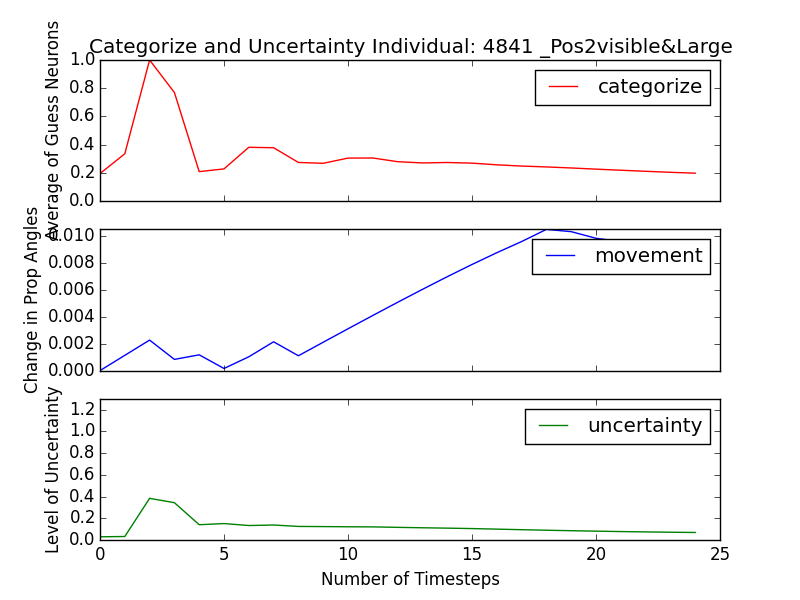 Categorize and Uncertainty Individual: 4841 _Pos2visible&Large
Average of Guess Neurons
1.0
0.8
0.6
0.4
0.2
0.0
categorize
Change in Prop Angles
0.010
0.008
0.006
0.004
0.002
0.000
movement
Level of Uncertainty
1.2
1.0
0.8
0.6
0.4
0.2
0.0
uncertainty
0 5 10 15 20 25
Number of Timesteps